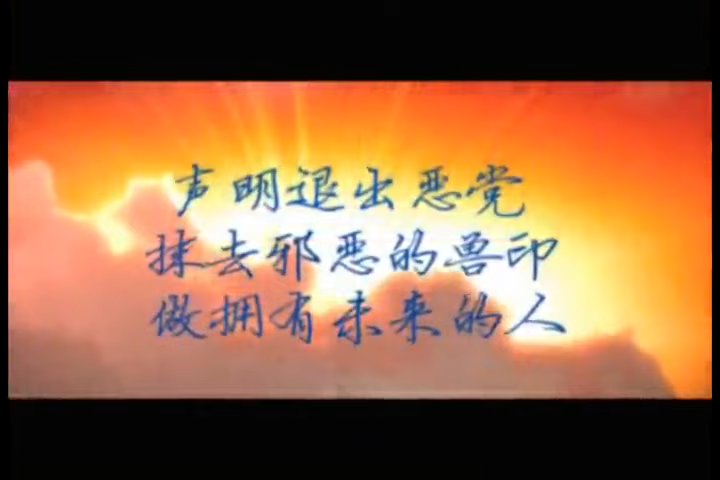 声明退出恶党
抹去邪恶的兽印
做拥有未来的人